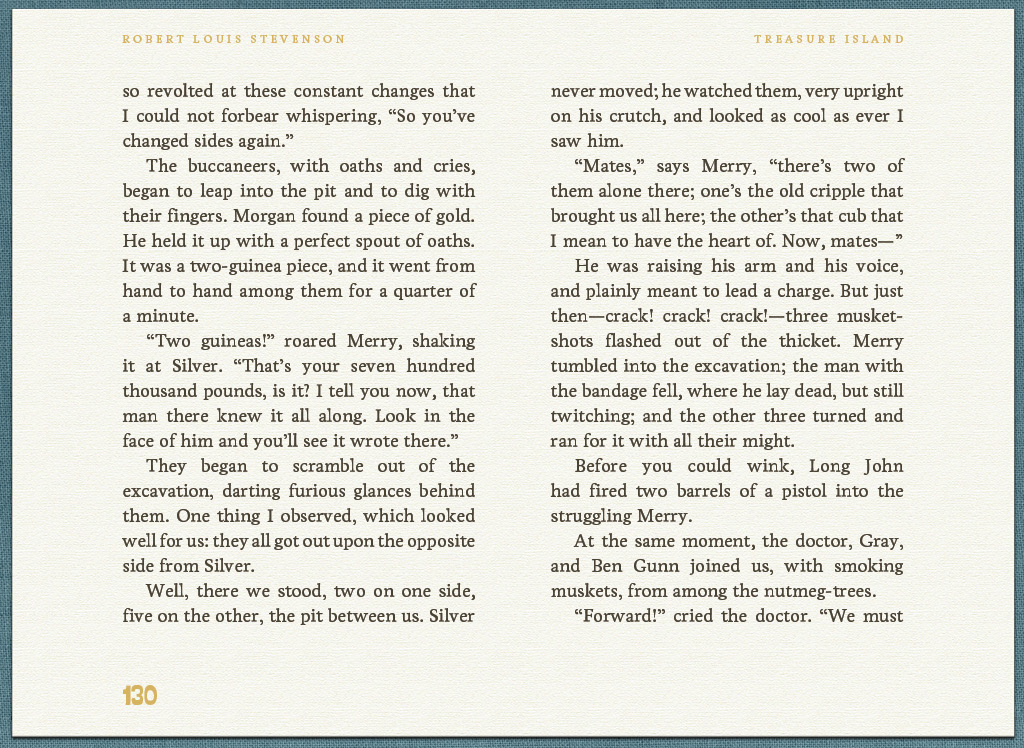 ROBERT LOUIS STEVENSON
TREASURE ISLAND
so revolted at these constant changes that
I could not forbear whispering, “So you’ve
changed sides again.”
The buccaneers, with oaths and cries,
began to leap into the pit and to dig with
their fingers. Morgan found a piece of gold.
He held it up with a perfect spout of oaths.
It was a two-guinea piece, and it went from
hand to hand among them for a quarter of
a minute.
“Two guineas!” roared Merry, shaking
it at Silver. “That’s your seven hundred
thousand pounds, is it? I tell you now, that
man there knew it all along. Look in the
face of him and you’ll see it wrote there.”
They began to scramble out of the
excavation, darting furious glances behind
them. One thing I observed, which looked
well for us: they all got out upon the opposite
side from Silver.
Well, there we stood, two on one side,
five on the other, the pit between us. Silver
never moved; he watched them, very upright
on his crutch, and looked as cool as ever I
saw him.
“Mates,” says Merry, “there’s two of
them alone there; one’s the old cripple that
brought us all here; the other’s that cub that
I mean to have the heart of. Now, mates—”
He was raising his arm and his voice,
and plainly meant to lead a charge. But just
then—crack! crack! crack!—three musket-
shots flashed out of the thicket. Merry
tumbled into the excavation; the man with
the bandage fell, where he lay dead, but still
twitching; and the other three turned and
ran for it with all their might.
Before you could wink, Long John
had fired two barrels of a pistol into the
struggling Merry.
At the same moment, the doctor, Gray,
and Ben Gunn joined us, with smoking
muskets, from among the nutmeg-trees.
“Forward!” cried the doctor. “We must
130